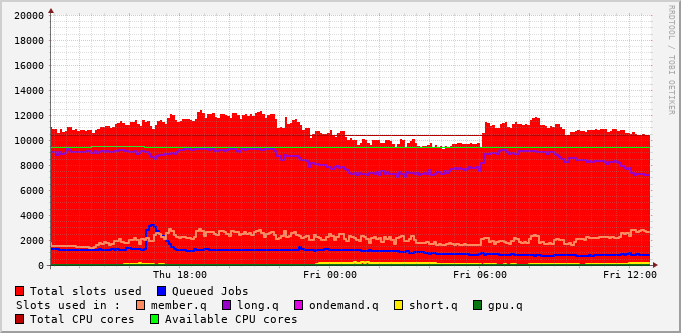 RRDTOOL / TOBI OETIKER
20000
18000
16000
14000
12000
10000
8000
6000
4000
2000
0
Thu 18:00 Fri 00:00 Fri 06:00 Fri 12:00
Total slots used Queued Jobs
Slots used in : member.q long.q ondemand.q short.q gpu.q
Total CPU cores Available CPU cores